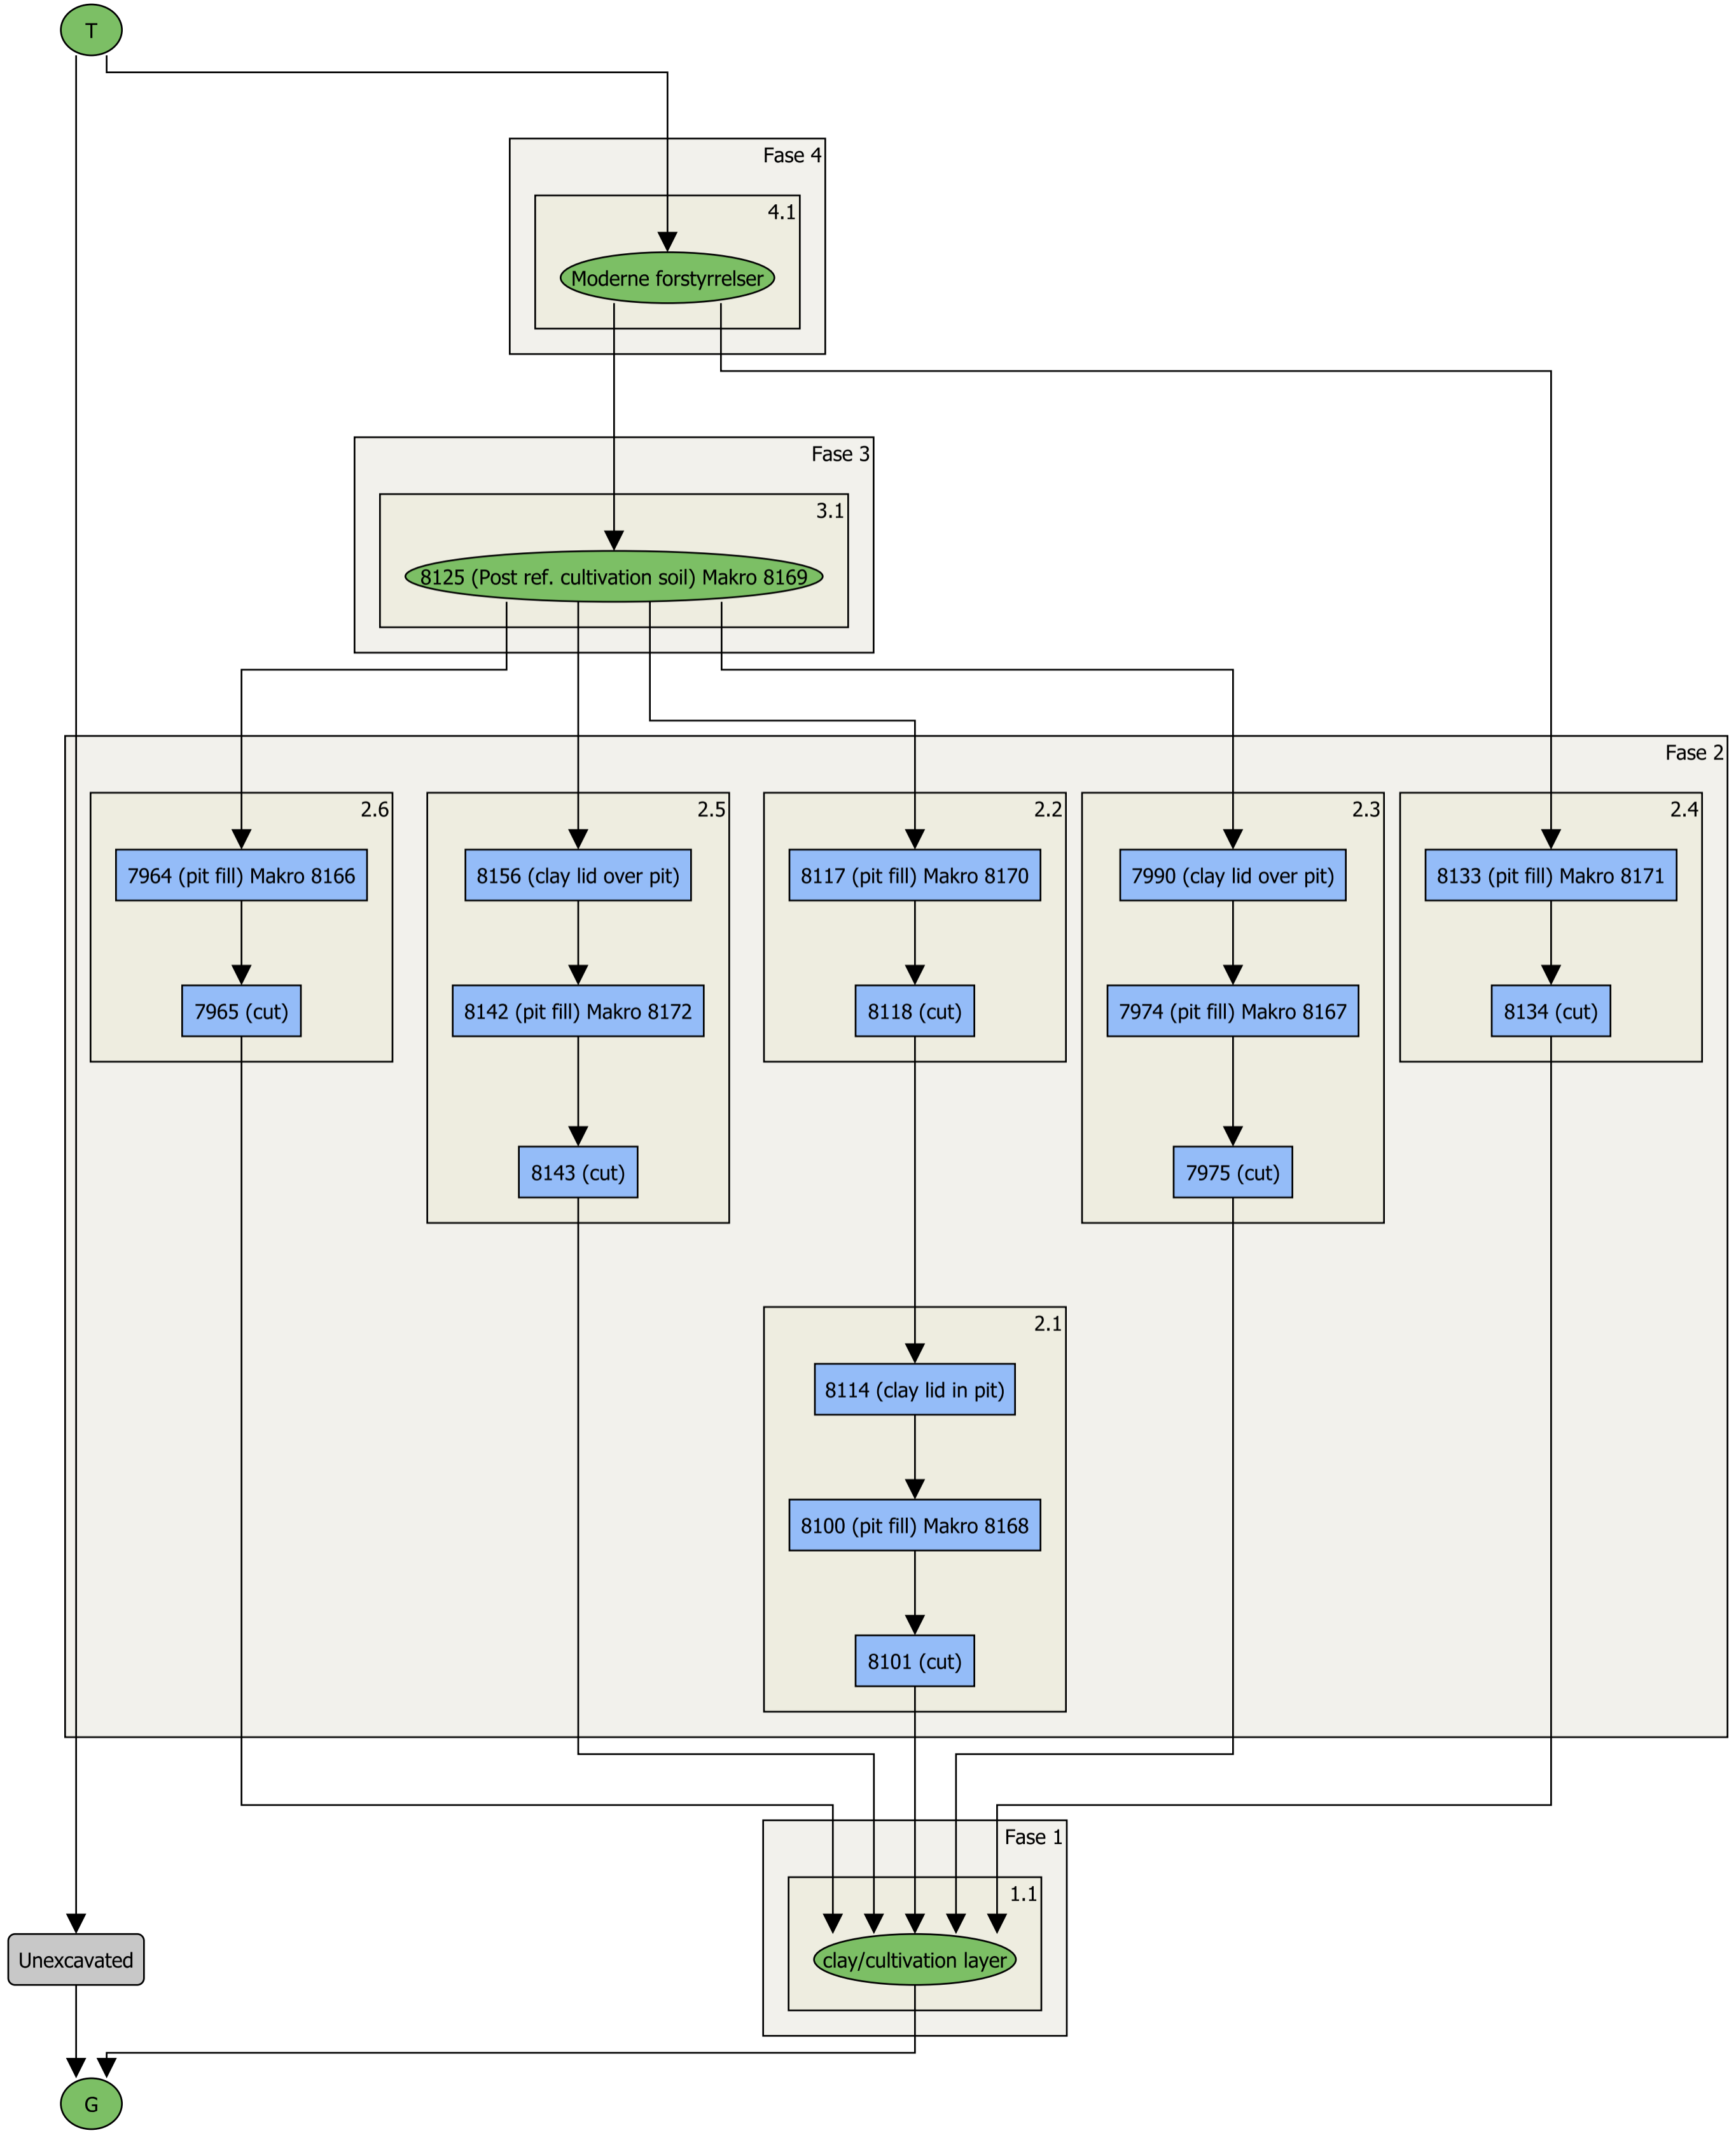 T
Fase 4
4.1
Moderne forstyrrelser
Fase 3
3.1
8125 (Post ref. cultivation soil) Makro 8169
Fase 2
2.6
7964 (pit fill) Makro 8166
7965 (cut)
2.5
8156 (clay lid over pit)
8142 (pit fill) Makro 8172
8143 (cut)
2.2
8117 (pit fill) Makro 8170
8118 (cut)
2.3
7990 (clay lid over pit)
7974 (pit fill) Makro 8167
7975 (cut)
2.4
8133 (pit fill) Makro 8171
8134 (cut)
2.1
8114 (clay lid in pit)
8100 (pit fill) Makro 8168
8101 (cut)
Fase 1
1.1
clay/cultivation layer
Unexcavated
G